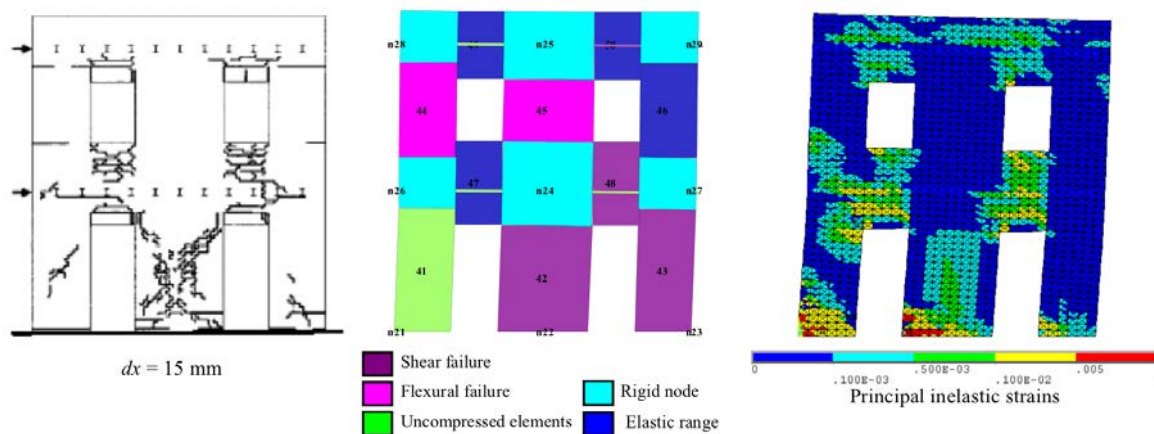 n28
n25
n29
44
45
46
n26
47
n24
48
n27
41
42
43
n21
n22
n23
dx = 15 mm
Shear failure
Flexural failure
Rigid node
Uncompressed elements
Elastic range
0
.100E-03
.500E-03
.100E-02
.005
Principal inelastic strains